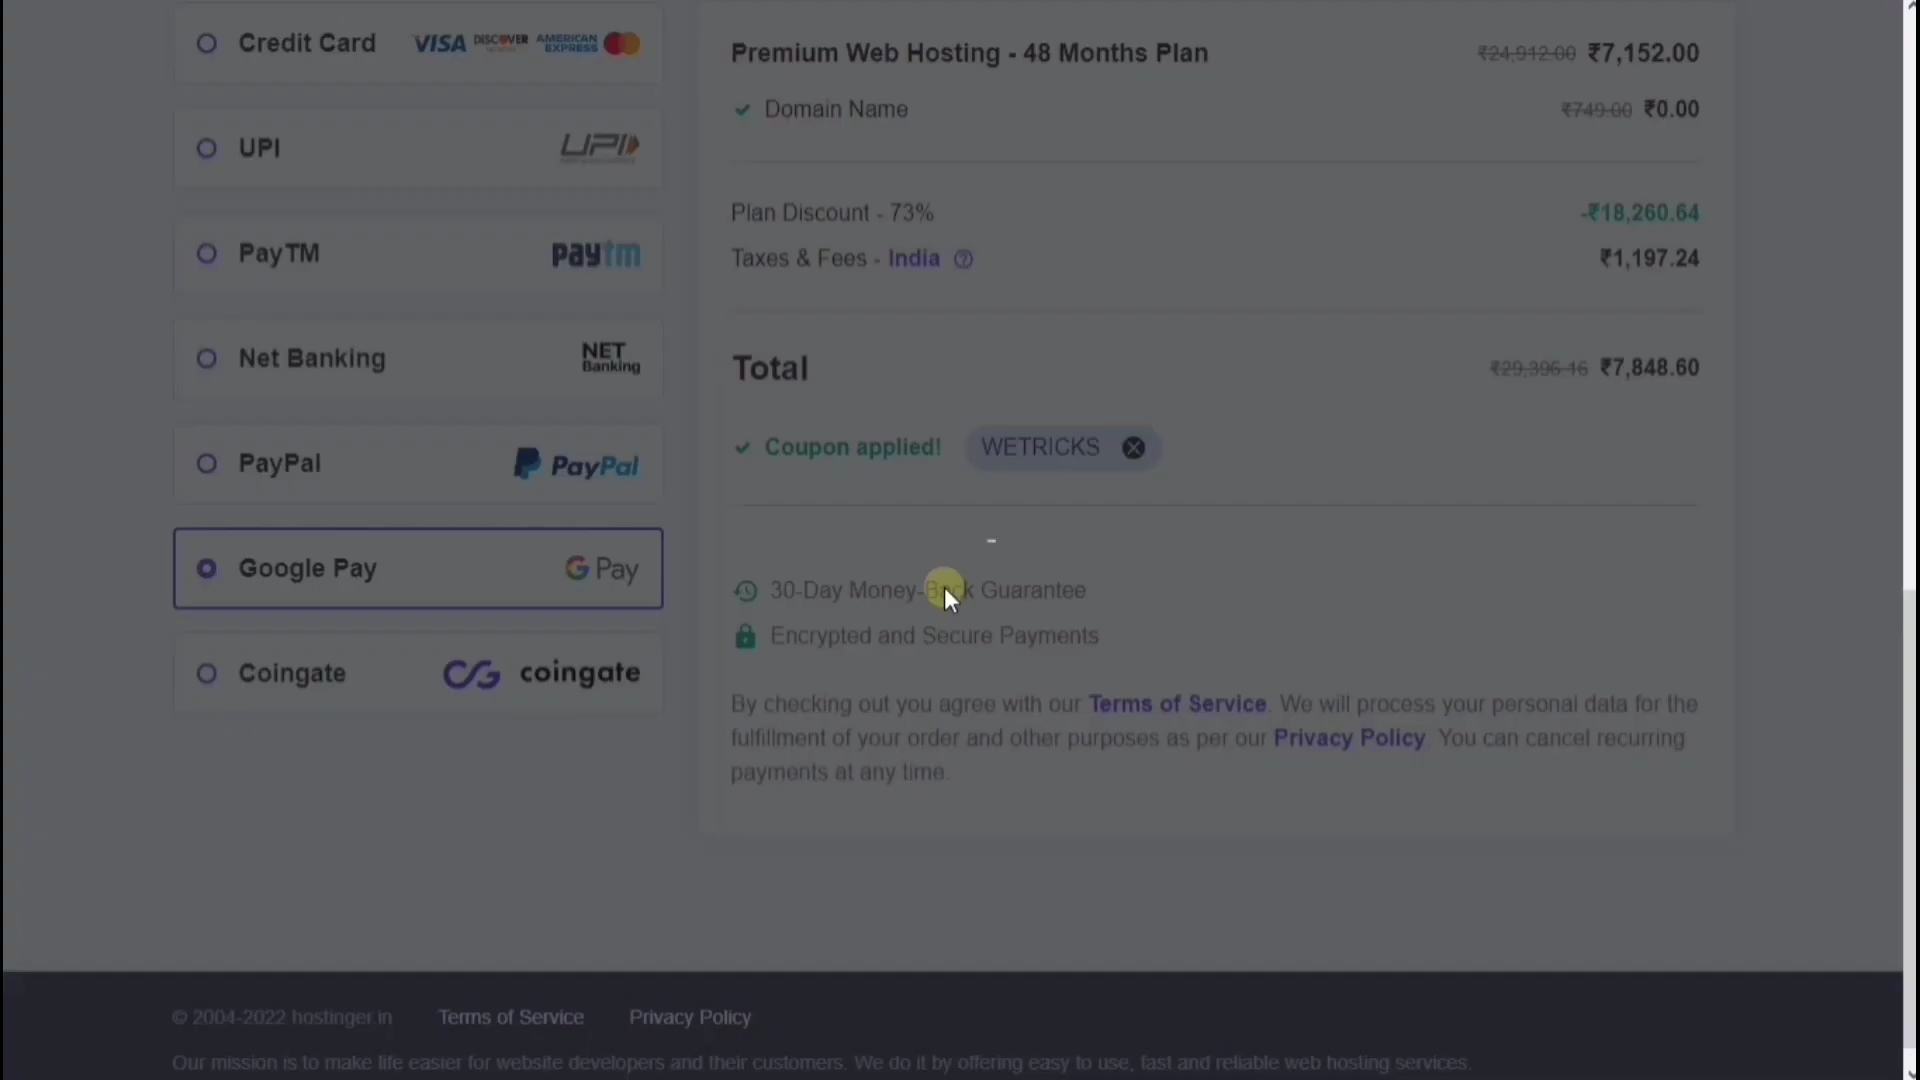 Credit Card VISA DISCOVER AMERICAN EXPRESS
UPI UPI
PayTM paytm
Net Banking NET Banking
PayPal PayPal
Google Pay G Pay
Coingate CG coingate
Premium Web Hosting - 48 Months Plan ₹24,912.00 ₹7,152.00
Domain Name ₹749.00 ₹0.00
Plan Discount - 73% -₹18,260.64
Taxes & Fees - India ₹1,197.24
Total ₹29,396.16 ₹7,848.60
Coupon applied! WETRICKS
30-Day Money-Back Guarantee
Encrypted and Secure Payments
By checking out you agree with our Terms of Service. We will process your personal data for the
fulfillment of your order and other purposes as per our Privacy Policy. You can cancel recurring
payments at any time.
© 2004-2022 hostinger.in Terms of Service Privacy Policy
Our mission is to make life easier for website developers and their customers. We do it by offering easy to use, fast and reliable web hosting services.